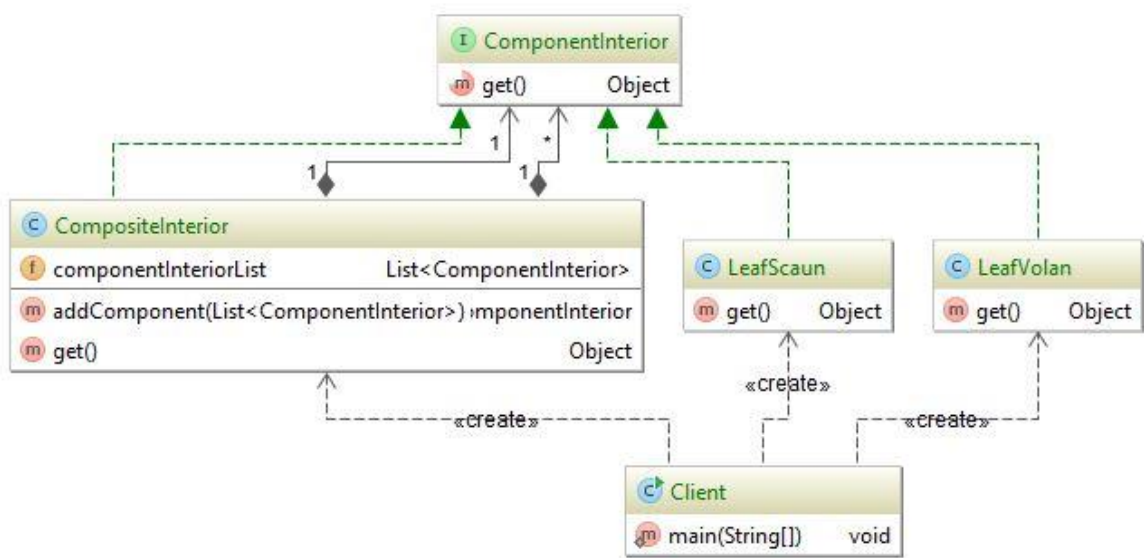 I ComponentInterior
m get() Object
1 *
1 1
C CompositeInterior
f componentInteriorList List<ComponentInterior>
m addComponent(List<ComponentInterior>) mponentInterior
m get() Object
C LeafScaun
m get() Object
C LeafVolan
m get() Object
«create»
«create» «create»
C Client
m main(String[]) void